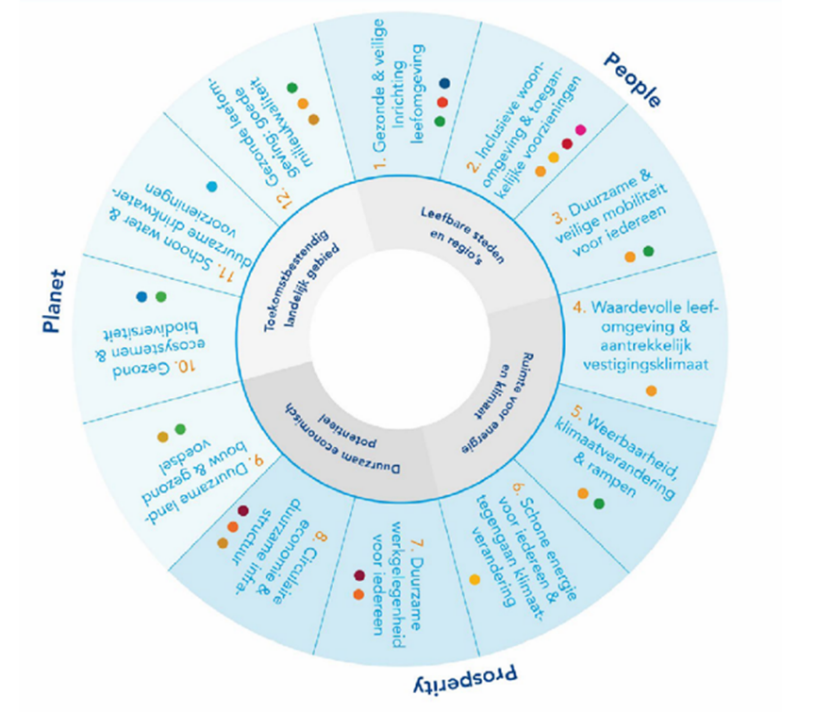 People
Planet
Prosperity
Leefbare steden
en regio's
Ruimte voor energie
en klimaat
Duurzaam economisch
potentieel
Toekomstbestendig
landelijk gebied
1. Gezonde & veilige
Inrichting
leefomgeving
2. Inclusieve woon-
omgeving & toegan-
kelijke voorzieningen
3. Duurzame &
veilige mobiliteit
voor iedereen
4. Waardevolle leef-
omgeving &
aantrekkelijk
vestigingsklimaat
5. Weerbaarheid,
klimaatverandering
& rampen
6. Schone energie
voor iedereen &
tegengaan klimaat-
verandering
7. Duurzame
werkgelegenheid
voor iedereen
8. Circulaire
economie &
duurzame infra-
structuur
9. Duurzame land-
bouw & gezond
voedsel
10. Gezond
ecosystemen &
biodiversiteit
11. Schoon water &
duurzame drinkwater-
voorzieningen
12. Gezonde leefom-
geving: goede
milieukwaliteit